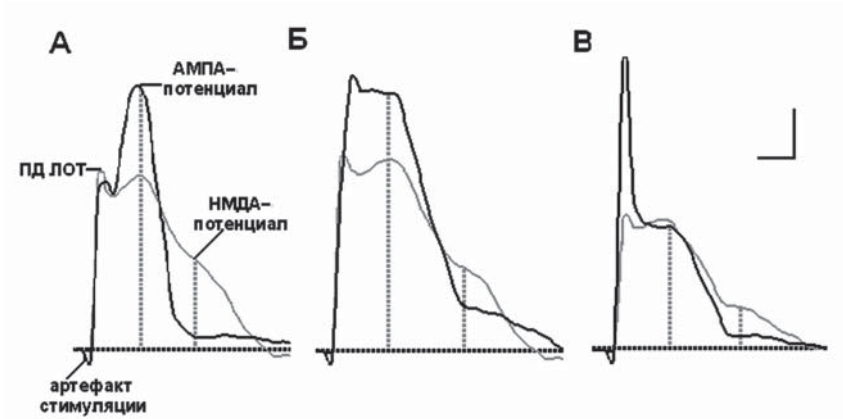 А
Б
В
АМПА–
потенциал
ПД ЛОТ
НМДА–
потенциал
артефакт
стимуляции